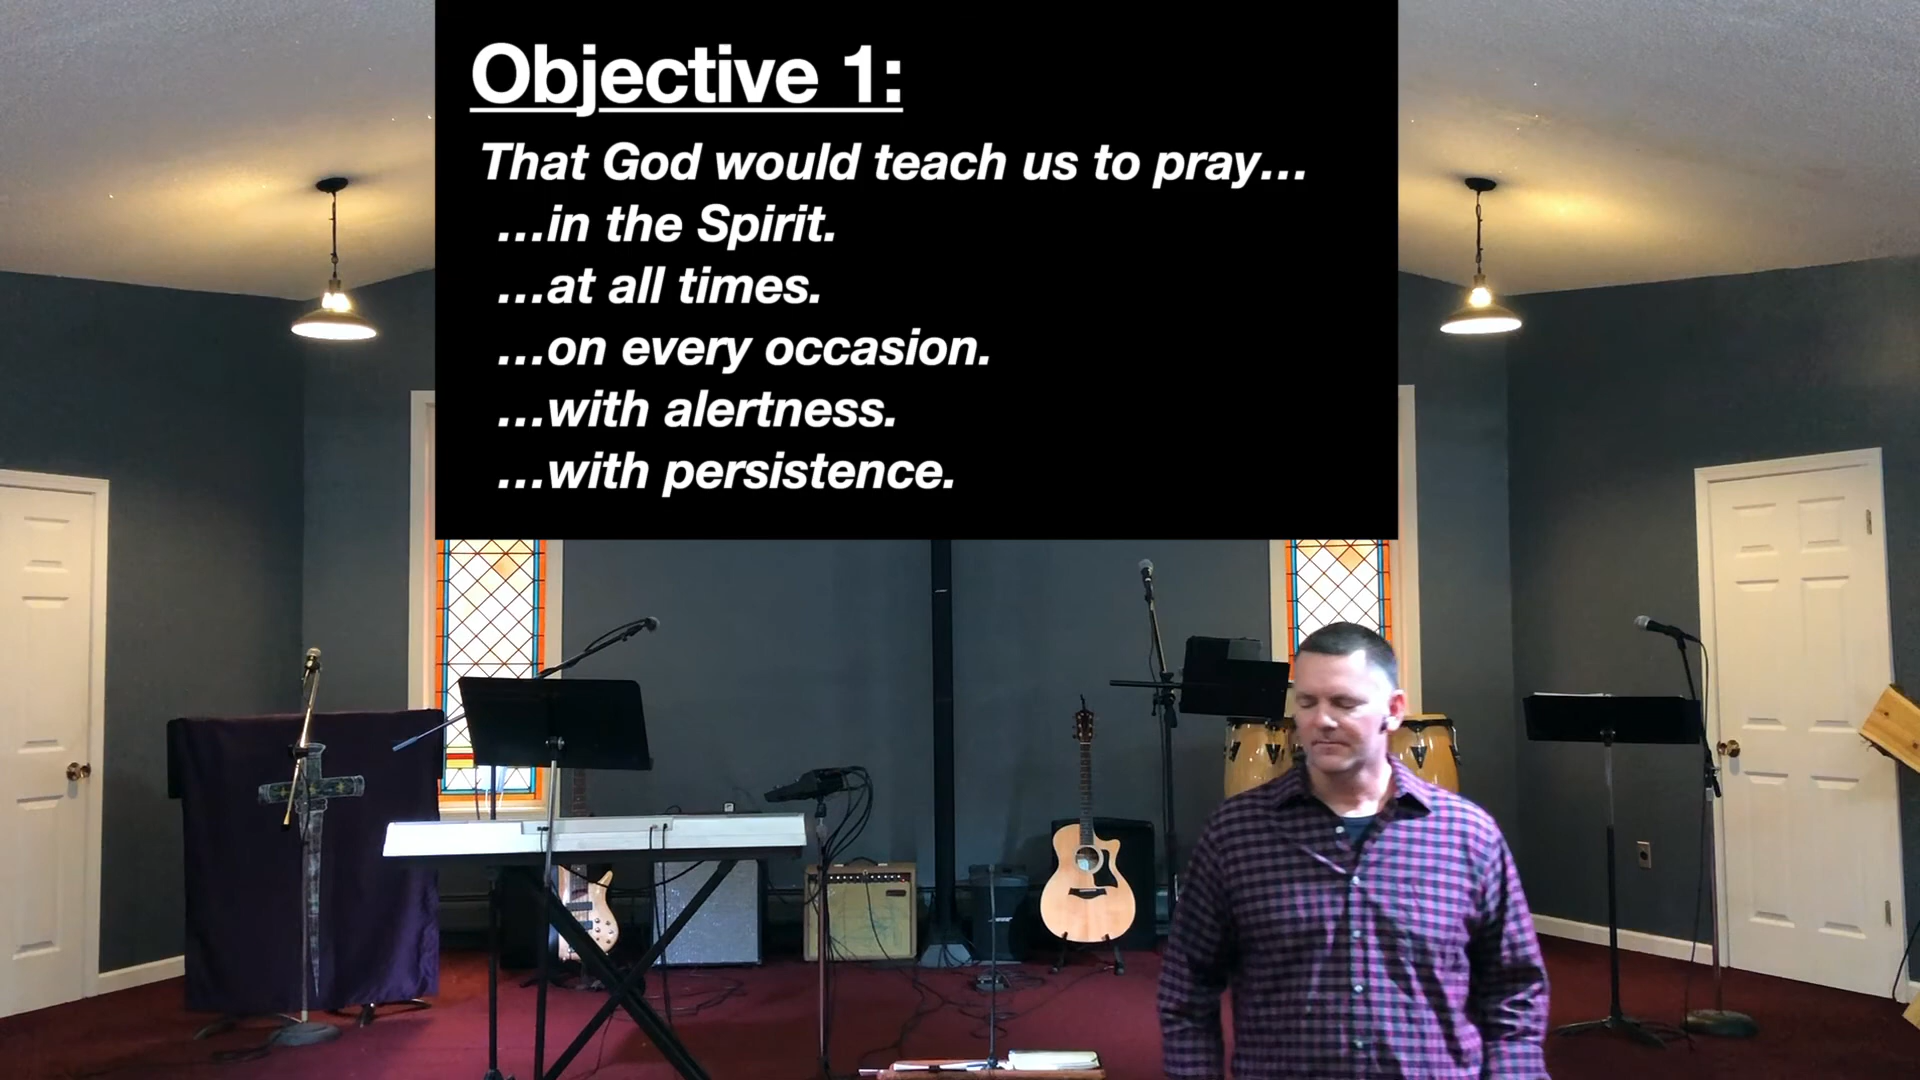 Objective 1:
That God would teach us to pray…
…in the Spirit.
…at all times.
…on every occasion.
…with alertness.
…with persistence.